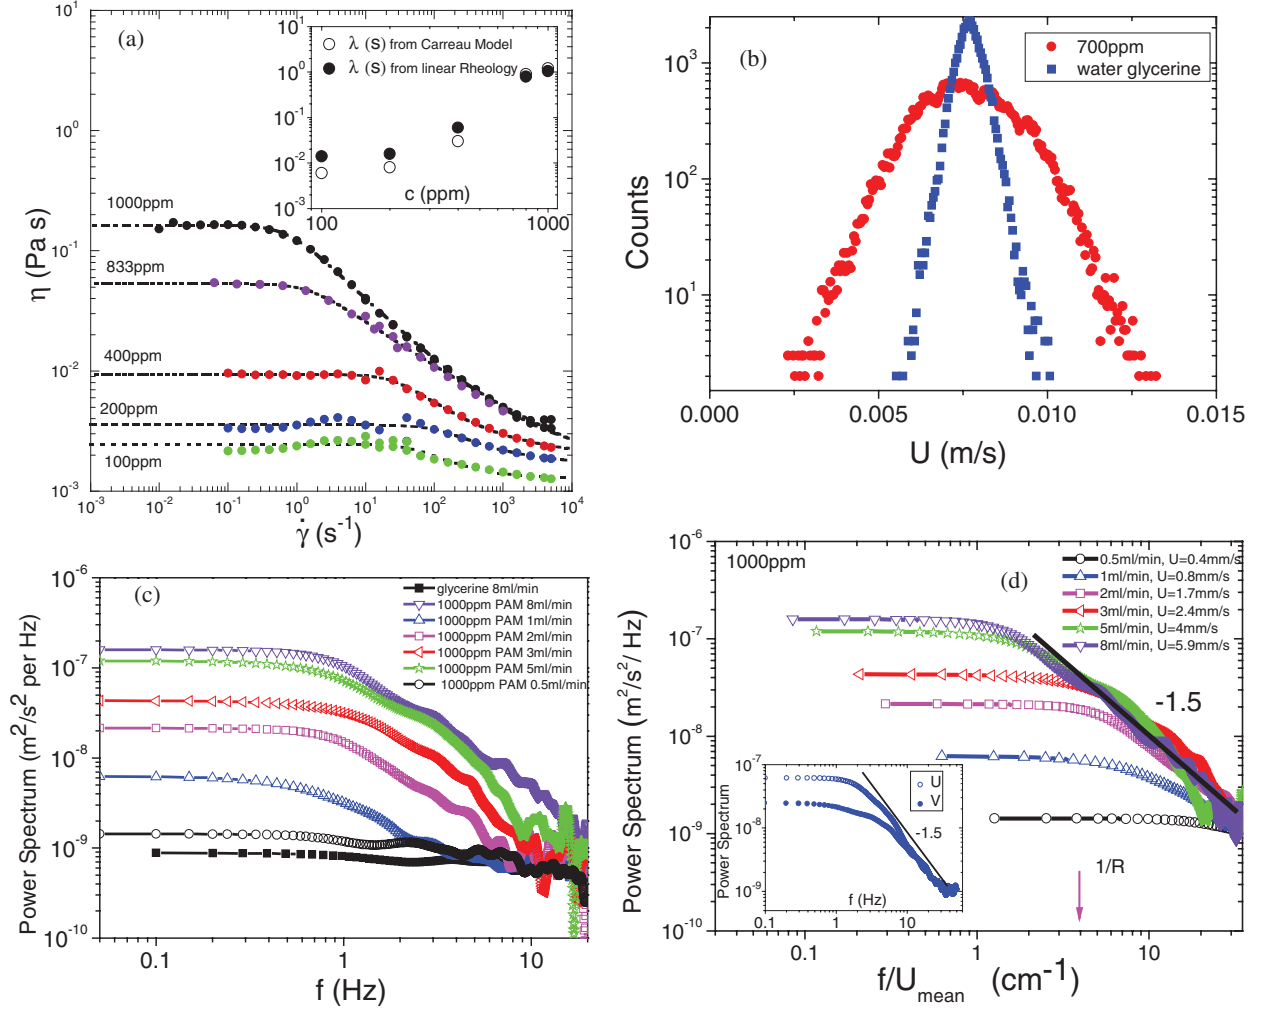 (a)
λ (s) from Carreau Model
λ (s) from linear Rheology
10¹
10⁰
10⁻¹
10⁻²
10⁻³
100
1000
c (ppm)
10¹
10⁰
10⁻¹
10⁻²
10⁻³
η (Pa s)
1000ppm
833ppm
400ppm
200ppm
100ppm
10⁻³
10⁻²
10⁻¹
10⁰
10¹
10²
10³
10⁴
γ̇ (s⁻¹)
(b)
700ppm
water glycerine
10³
10²
10¹
Counts
0.000
0.005
0.010
0.015
U (m/s)
(c)
glycerine 8ml/min
1000ppm PAM 8ml/min
1000ppm PAM 1ml/min
1000ppm PAM 2ml/min
1000ppm PAM 3ml/min
1000ppm PAM 5ml/min
1000ppm PAM 0.5ml/min
10⁻⁶
10⁻⁷
10⁻⁸
10⁻⁹
10⁻¹⁰
Power Spectrum (m²/s² per Hz)
0.1
1
10
f (Hz)
1000ppm
(d)
0.5ml/min, U=0.4mm/s
1ml/min, U=0.8mm/s
2ml/min, U=1.7mm/s
3ml/min, U=2.4mm/s
5ml/min, U=4mm/s
8ml/min, U=5.9mm/s
10⁻⁶
10⁻⁷
10⁻⁸
10⁻⁹
10⁻¹⁰
Power Spectrum (m²/s²/ Hz)
-1.5
1/R
10⁻⁷
10⁻⁸
10⁻⁹
Power Spectrum
U
V
-1.5
f (Hz)
0.1
1
10
0.1
1
10
f/Umean (cm⁻¹)